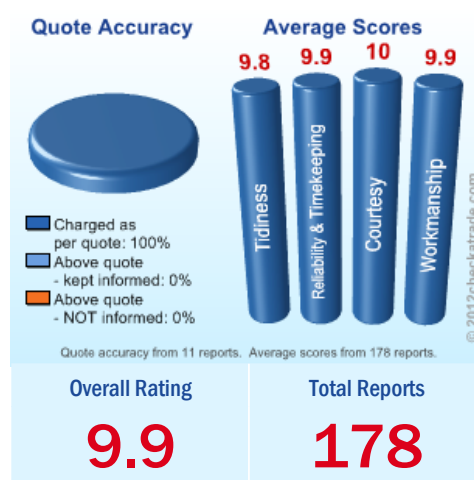 Quote Accuracy
Average Scores
9.8
9.9
10
9.9
Tidiness
Reliability & Timekeeping
Courtesy
Workmanship
Charged as
per quote: 100%
Above quote
- kept informed: 0%
Above quote
- NOT informed: 0%
© 2012checkatrade.com
Quote accuracy from 11 reports. Average scores from 178 reports.
Overall Rating
Total Reports
9.9
178